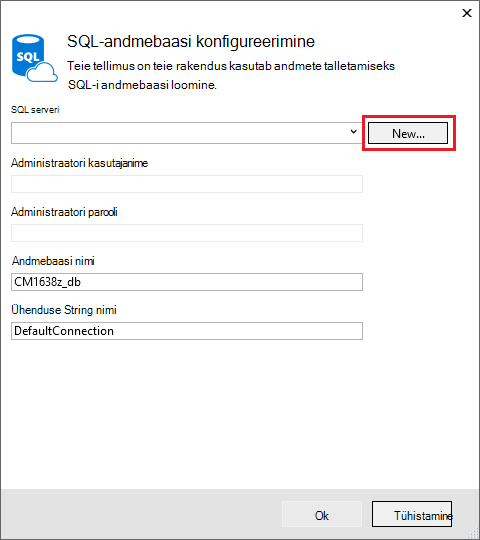 SQL-andmebaasi konfigureerimine
SQL
Teie tellimus on teie rakendus kasutab andmete talletamiseks
SQL-i andmebaasi loomine.
SQL serveri
New...
Administraatori kasutajanime
Administraatori parooli
Andmebaasi nimi
CM1638z_db
Ühenduse String nimi
DefaultConnection
Ok
Tühistamine